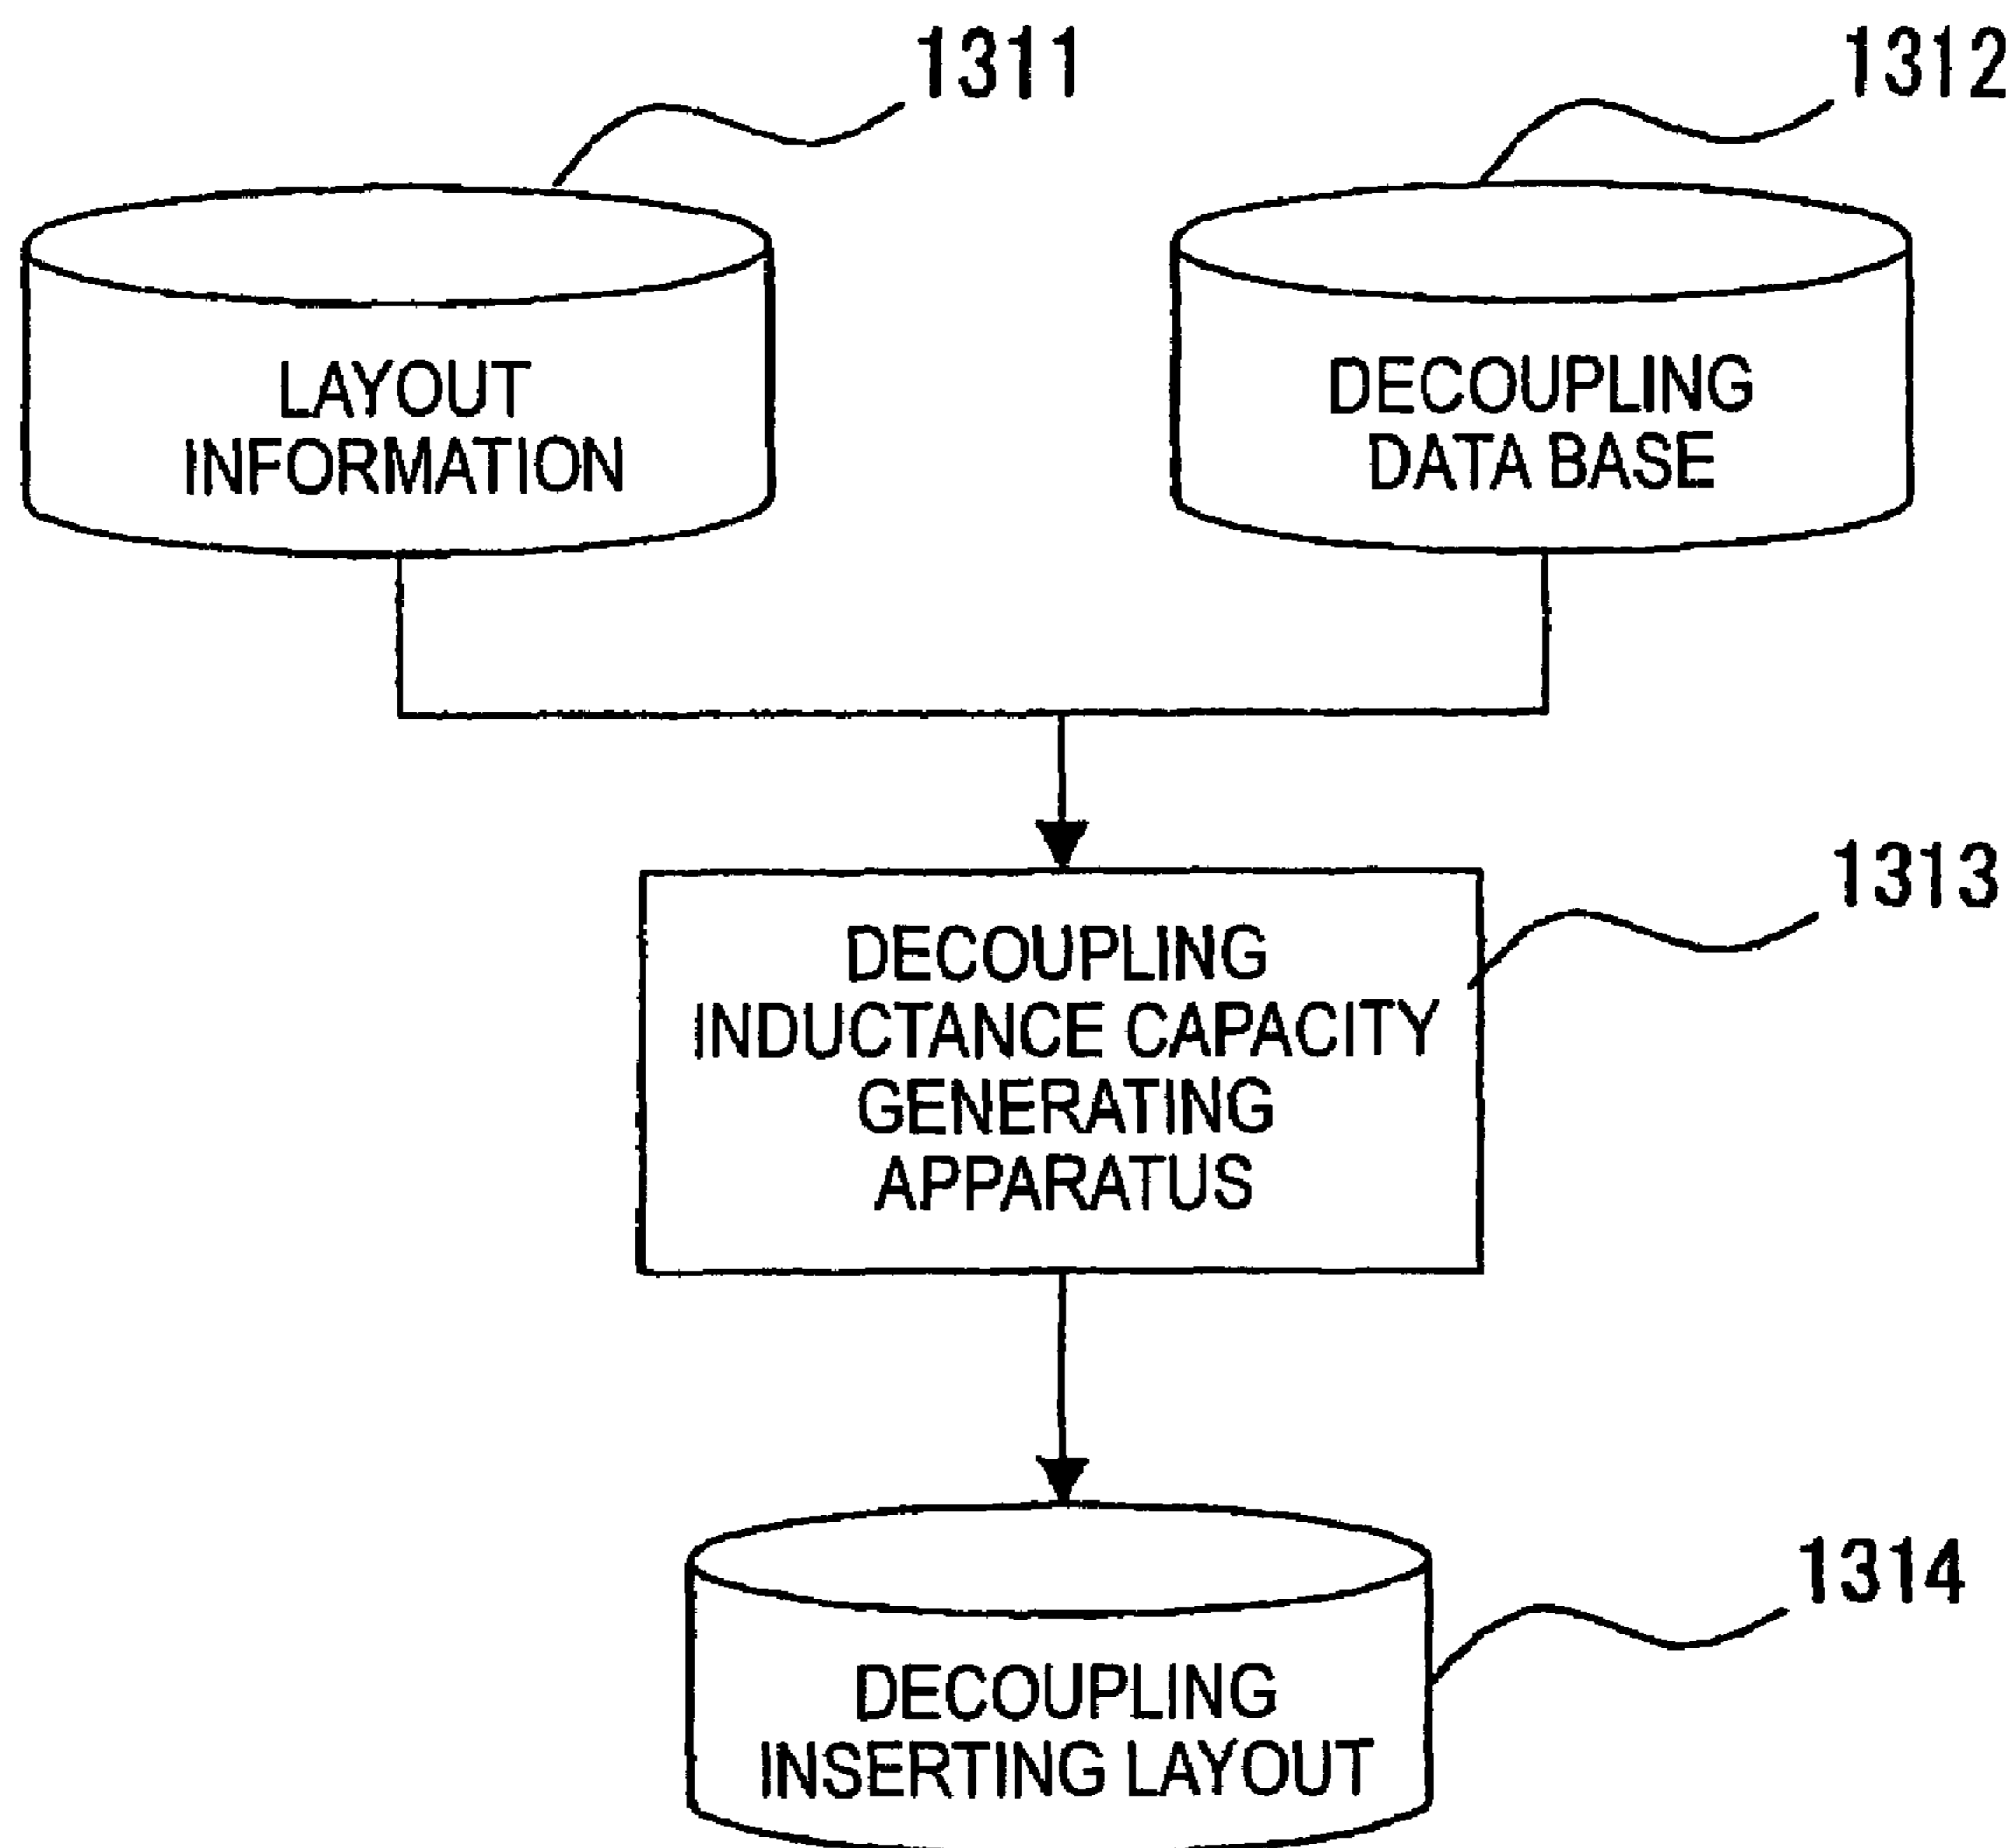 1311
1312
LAYOUT
INFORMATION
DECOUPLING
DATA BASE
1313
DECOUPLING
INDUCTANCE CAPACITY
GENERATING
APPARATUS
1314
DECOUPLING
INSERTING LAYOUT